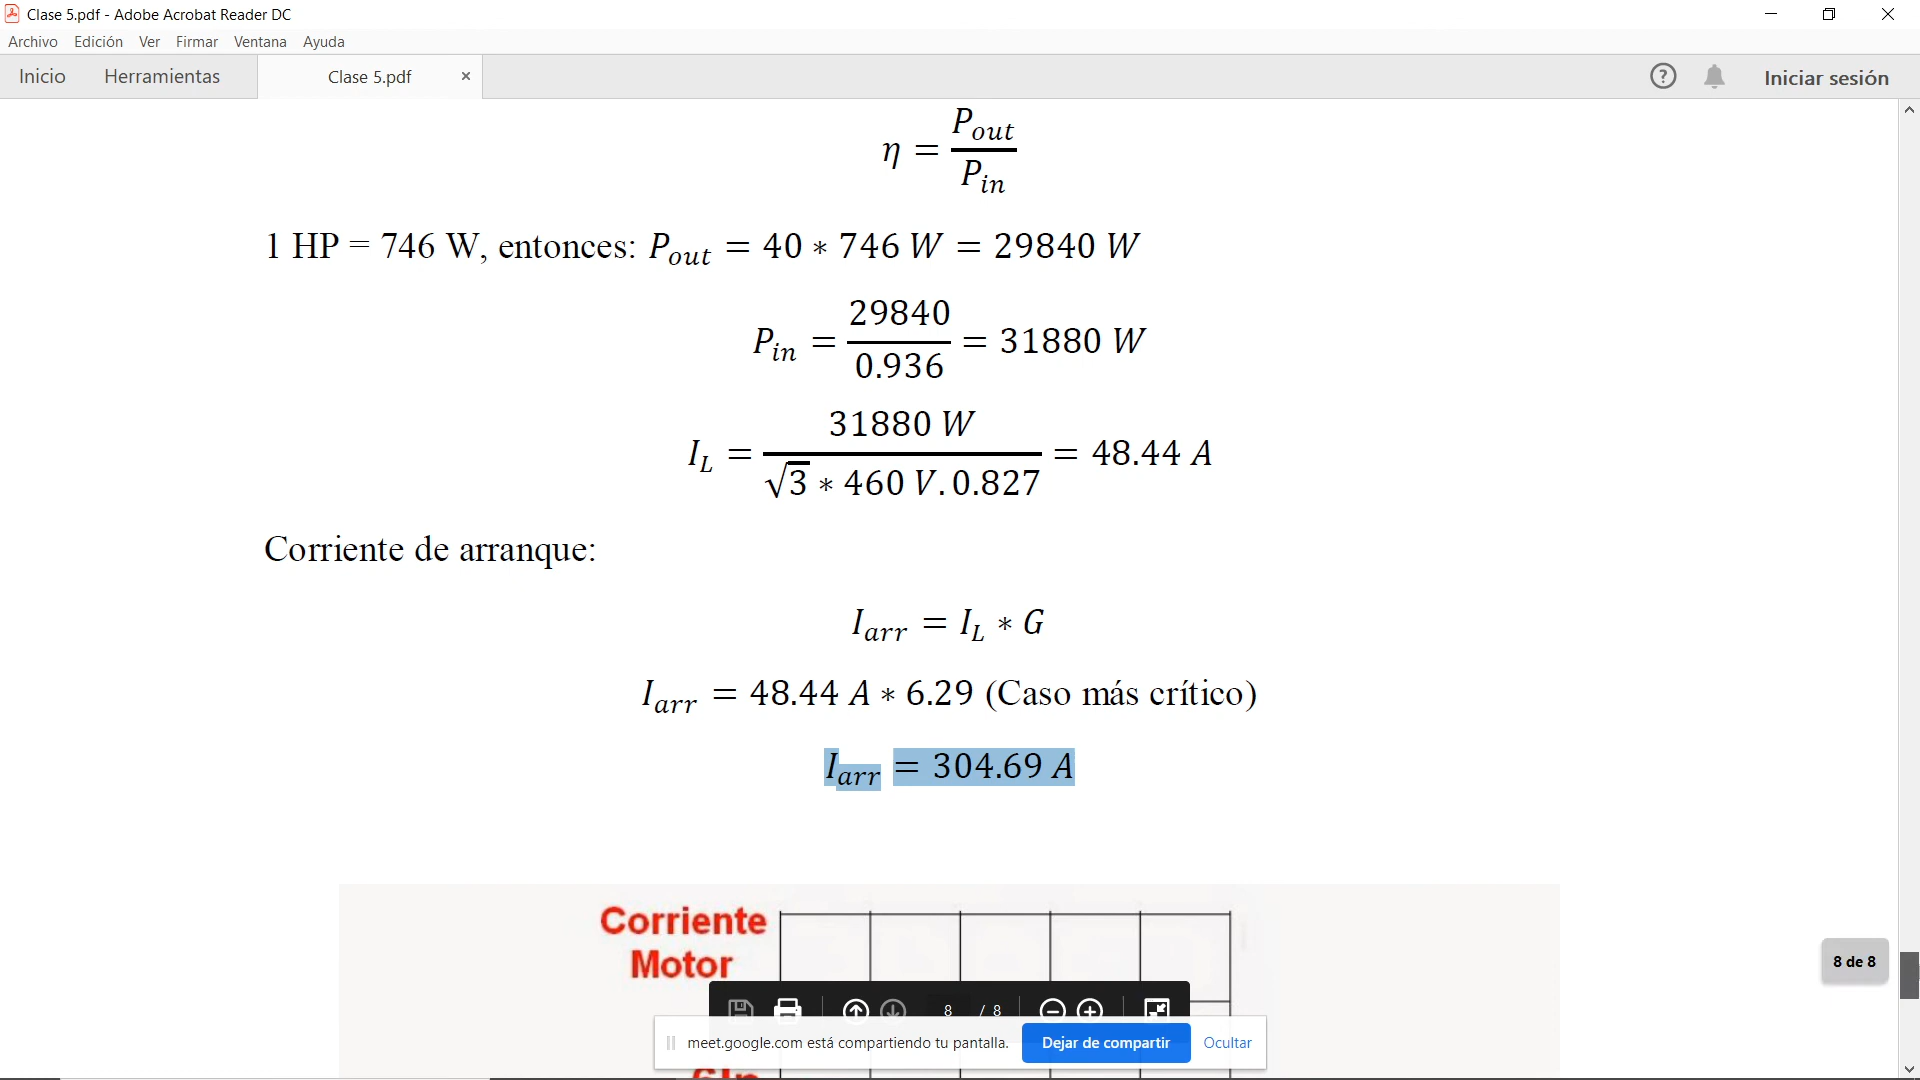 Clase 5.pdf - Adobe Acrobat Reader DC
Archivo Edición Ver Firmar Ventana Ayuda
Inicio Herramientas Clase 5.pdf × ? Iniciar sesión
η = P_out / P_in
1 HP = 746 W, entonces: P_out = 40 * 746 W = 29840 W
P_in = 29840 / 0.936 = 31880 W
I_L = 31880 W / √3 * 460 V. 0.827 = 48.44 A
Corriente de arranque:
I_arr = I_L * G
I_arr = 48.44 A * 6.29 (Caso más crítico)
I_arr = 304.69 A
Corriente
Motor
8 de 8
8 / 8
meet.google.com está compartiendo tu pantalla. Dejar de compartir Ocultar